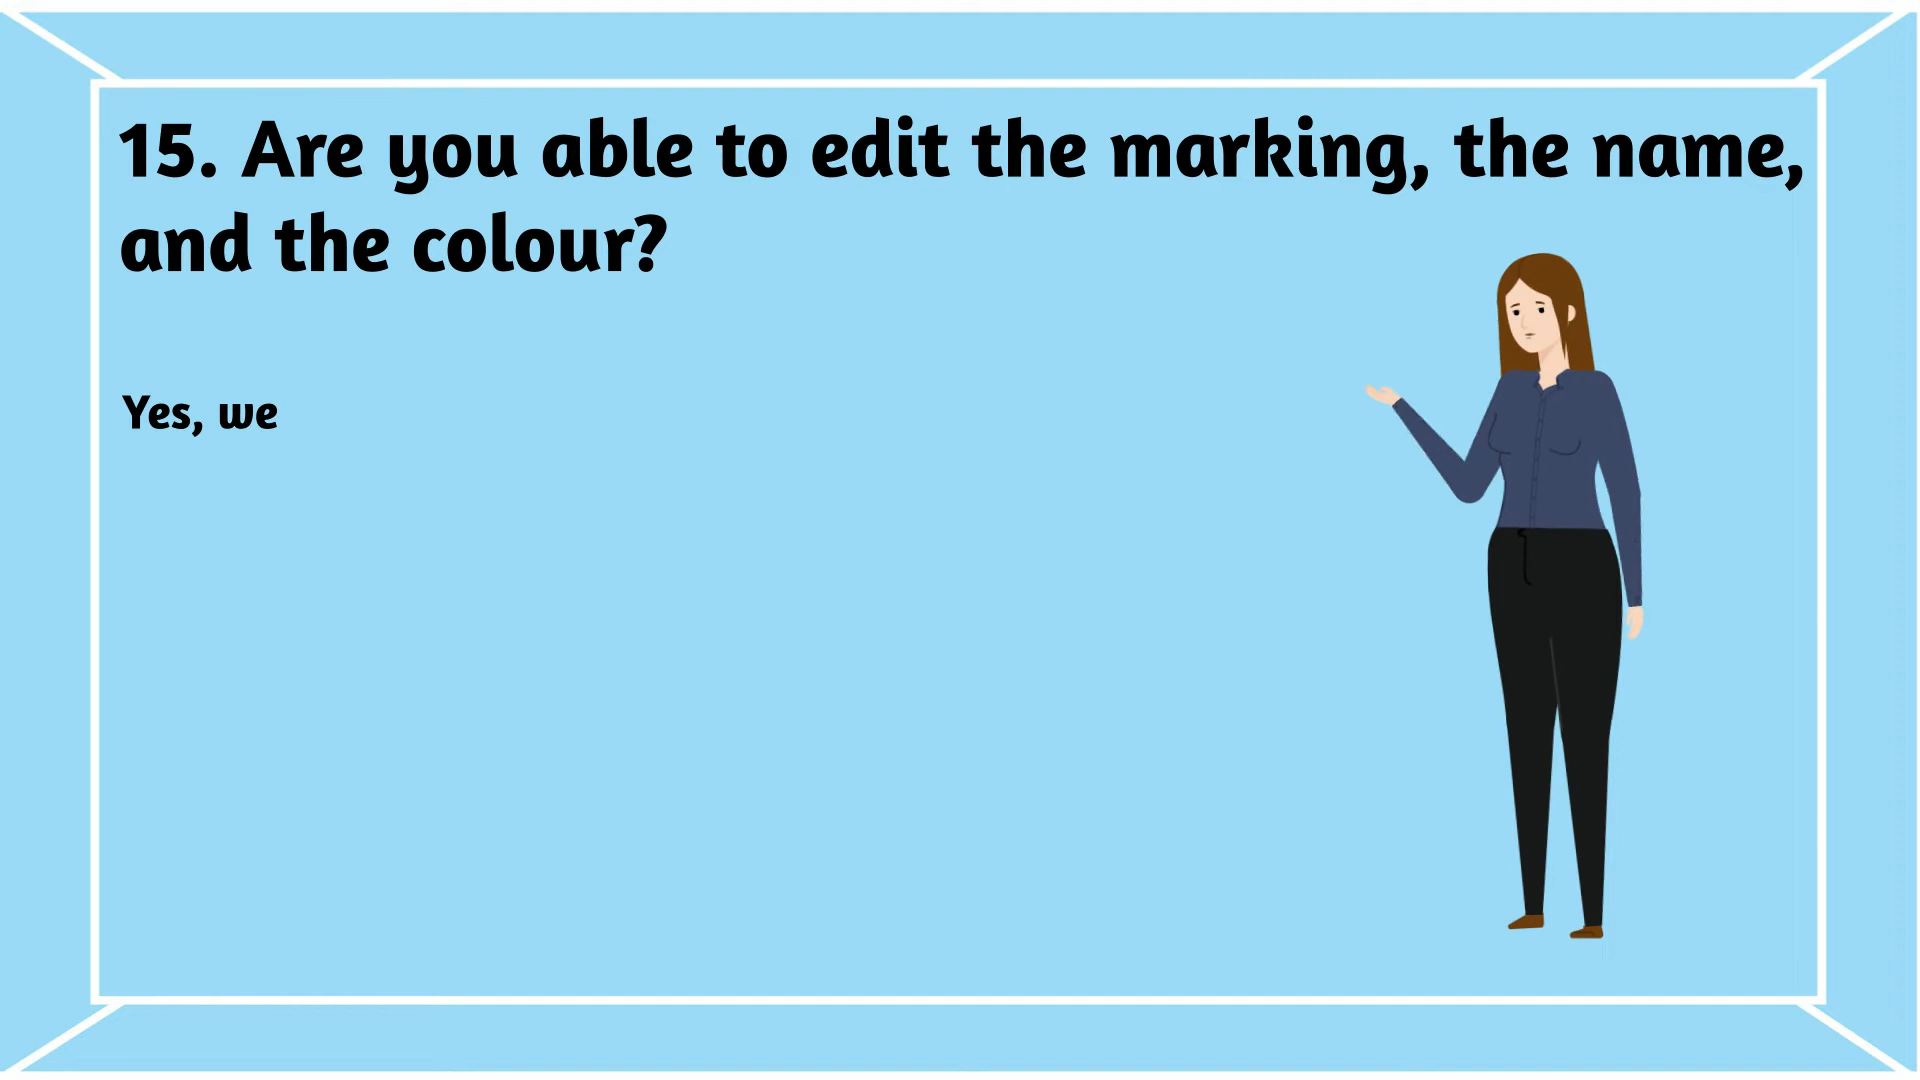 15. Are you able to edit the marking, the name,
and the colour?
Yes, we